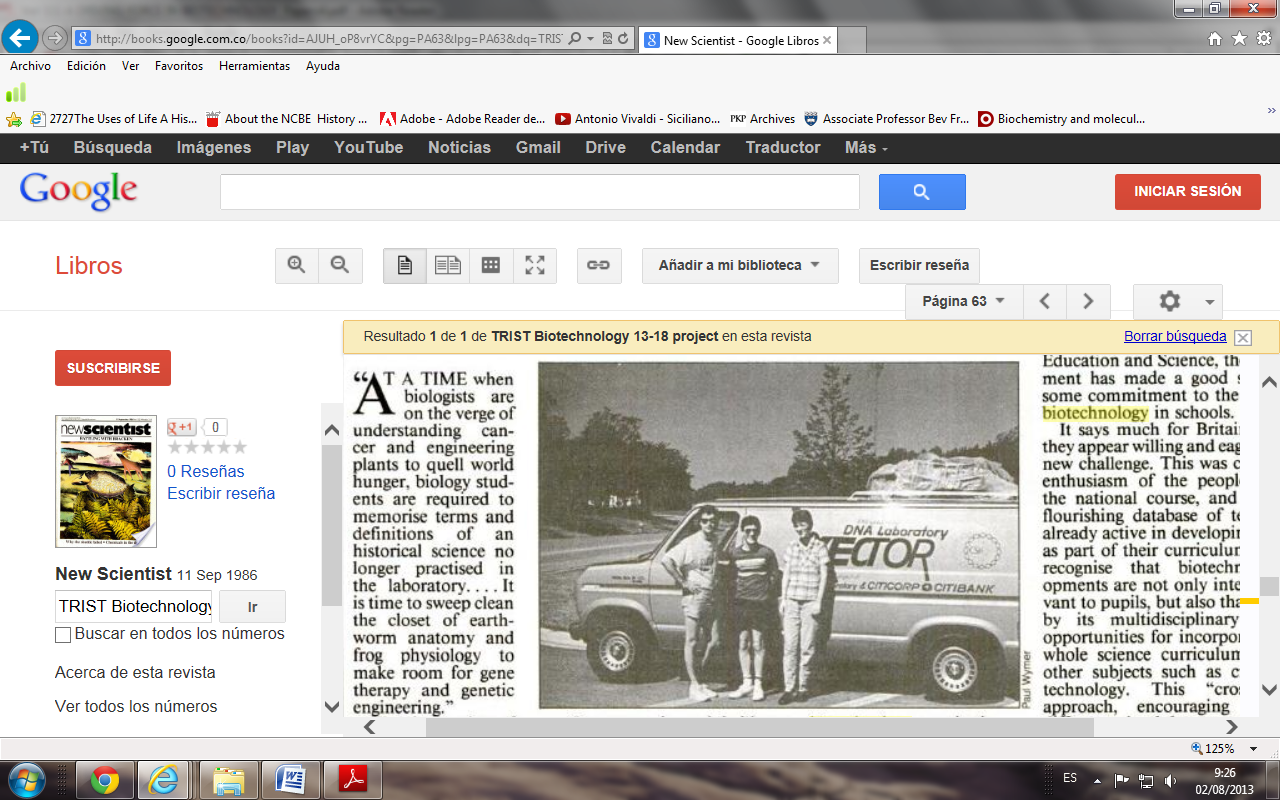 http://books.google.com.co/books?id=AJUH_oP8vrYC&pg=PA63&lpg=PA63&dq=TRIS
New Scientist - Google Libros
Archivo Edición Ver Favoritos Herramientas Ayuda
2727The Uses of Life A His... About the NCBE History ... Adobe - Adobe Reader de... Antonio Vivaldi - Siciliano... PKP Archives Associate Professor Bev Fr... Biochemistry and molecul...
+Tú Búsqueda Imágenes Play YouTube Noticias Gmail Drive Calendar Traductor Más
Google
INICIAR SESIÓN
Libros
Añadir a mi biblioteca
Escribir reseña
Página 63
Resultado 1 de 1 de TRIST Biotechnology 13-18 project en esta revista
Borrar búsqueda
SUSCRIBIRSE
newscientist
BATTLING WITH BRACKEN
+1 0
0 Reseñas
Escribir reseña
New Scientist 11 Sep 1986
TRIST Biotechnology
Ir
Buscar en todos los números
Acerca de esta revista
Ver todos los números
“AT A TIME when
biologists are
on the verge of
understanding can-
cer and engineering
plants to quell world
hunger, biology stud-
ents are required to
memorise terms and
definitions of an
historical science no
longer practised in
the laboratory. . . . It
is time to sweep clean
the closet of earth-
worm anatomy and
frog physiology to
make room for gene
therapy and genetic
engineering.”
DNA Laboratory
VECTOR
CITICORP CITIBANK
Paul Wymer
Education and Science, th
ment has made a good
some commitment to the
biotechnology in schools.
It says much for Britai
they appear willing and eag
new challenge. This was c
enthusiasm of the peopl
the national course, and
flourishing database of te
already active in developin
as part of their curriculum
recognise that biotechn
opments are not only inte
vant to pupils, but also tha
by its multidisciplinary
opportunities for incorpor
whole science curriculum
other subjects such as c
technology. This “cros
approach, encouraging
125%
ES
9:26
02/08/2013